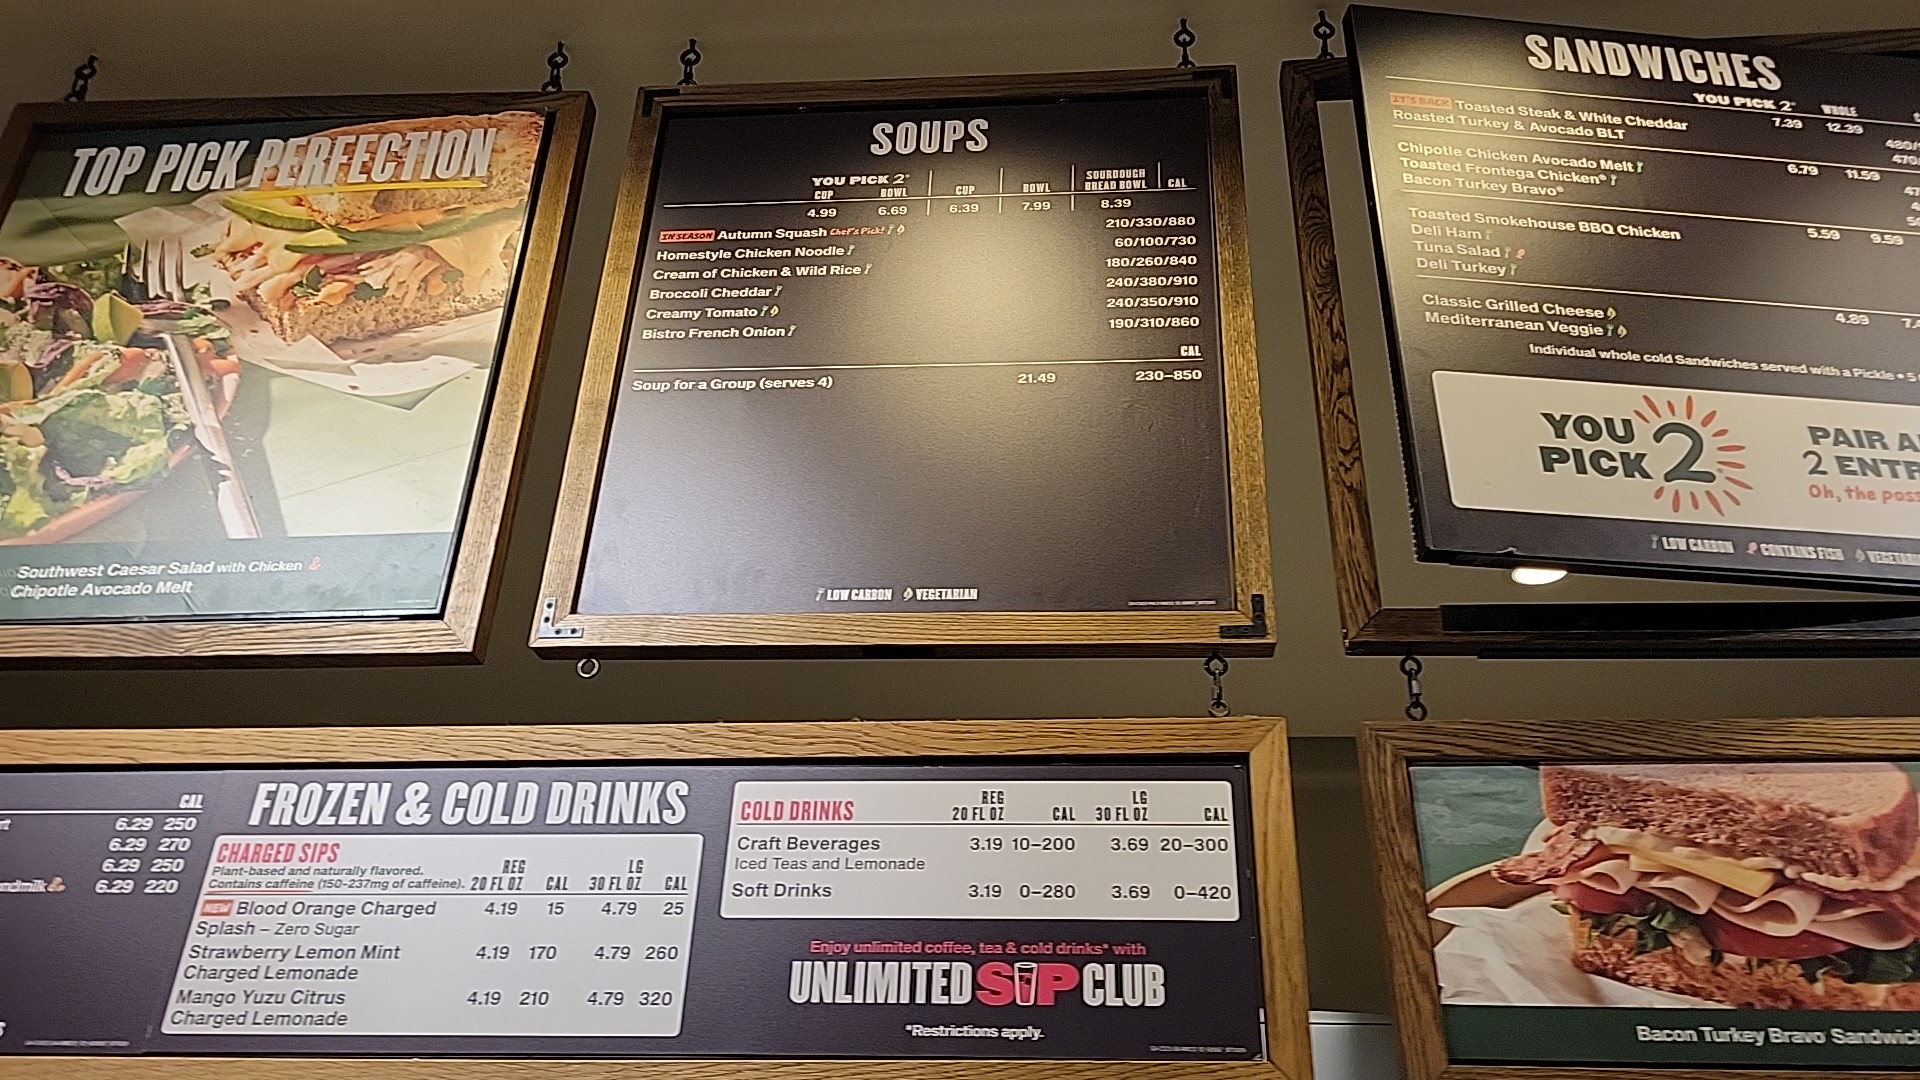 TOP PICK PERFECTION
Southwest Caesar Salad with Chicken
Chipotle Avocado Melt
SOUPS
YOU PICK 2
CUP BOWL CUP BOWL SOURDOUGH BREAD BOWL CAL
4.99 6.69 6.39 7.99 8.39
IN SEASON Autumn Squash Chef's Pick! 210/330/880
Homestyle Chicken Noodle 60/100/730
Cream of Chicken & Wild Rice 180/260/840
Broccoli Cheddar 240/380/910
Creamy Tomato 240/350/910
Bistro French Onion 190/310/860
CAL
Soup for a Group (serves 4) 21.49 230–850
LOW CARBON VEGETARIAN
SANDWICHES
YOU PICK 2 WHOLE
IT'S BACK Toasted Steak & White Cheddar 7.39 12.39
Roasted Turkey & Avocado BLT
Chipotle Chicken Avocado Melt 6.79 11.59
Toasted Frontega Chicken®
Bacon Turkey Bravo®
Toasted Smokehouse BBQ Chicken 5.59 9.59
Deli Ham
Tuna Salad
Deli Turkey
Classic Grilled Cheese 4.89
Mediterranean Veggie
Individual whole cold Sandwiches served with a Pickle • 5
YOU PICK 2
PAIR A
2 ENTR
Oh, the poss
LOW CARBON CONTAINS FISH VEGETARI
CAL
6.29 250
6.29 270
6.29 250
6.29 220
FROZEN & COLD DRINKS
CHARGED SIPS
Plant-based and naturally flavored.
Contains caffeine (150-237mg of caffeine).
REG 20 FL OZ CAL LG 30 FL OZ CAL
NEW Blood Orange Charged 4.19 15 4.79 25
Splash – Zero Sugar
Strawberry Lemon Mint 4.19 170 4.79 260
Charged Lemonade
Mango Yuzu Citrus 4.19 210 4.79 320
Charged Lemonade
COLD DRINKS REG 20 FL OZ CAL LG 30 FL OZ CAL
Craft Beverages 3.19 10–200 3.69 20–300
Iced Teas and Lemonade
Soft Drinks 3.19 0–280 3.69 0–420
Enjoy unlimited coffee, tea & cold drinks* with
UNLIMITED SIP CLUB
*Restrictions apply.
Bacon Turkey Bravo Sandwich